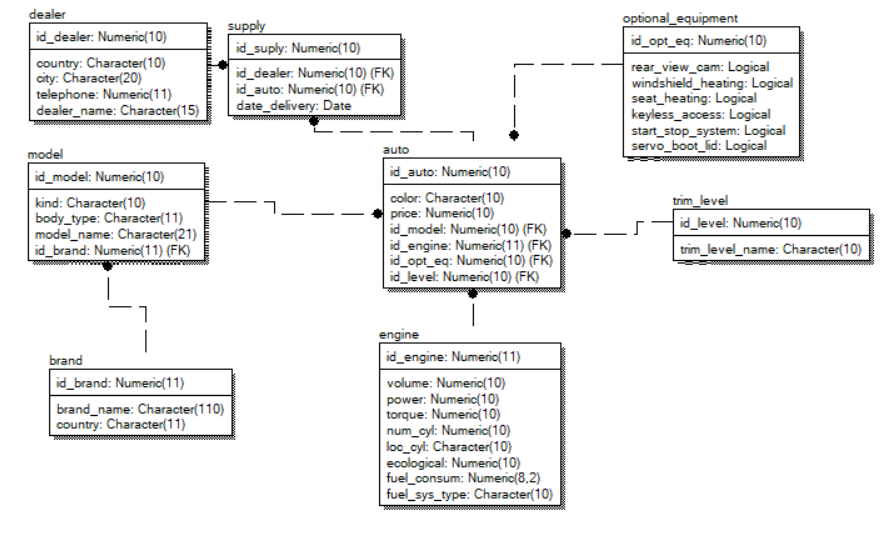 dealer
id_dealer: Numeric(10)
country: Character(10)
city: Character(20)
telephone: Numeric(11)
dealer_name: Character(15)
supply
id_suply: Numeric(10)
id_dealer: Numeric(10) (FK)
id_auto: Numeric(10) (FK)
date_delivery: Date
optional_equipment
id_opt_eq: Numeric(10)
rear_view_cam: Logical
windshield_heating: Logical
seat_heating: Logical
keyless_access: Logical
start_stop_system: Logical
servo_boot_lid: Logical
model
id_model: Numeric(10)
kind: Character(10)
body_type: Character(11)
model_name: Character(21)
id_brand: Numeric(11) (FK)
auto
id_auto: Numeric(10)
color: Character(10)
price: Numeric(10)
id_model: Numeric(10) (FK)
id_engine: Numeric(11) (FK)
id_opt_eq: Numeric(10) (FK)
id_level: Numeric(10) (FK)
trim_level
id_level: Numeric(10)
trim_level_name: Character(10)
brand
id_brand: Numeric(11)
brand_name: Character(110)
country: Character(11)
engine
id_engine: Numeric(11)
volume: Numeric(10)
power: Numeric(10)
torque: Numeric(10)
num_cyl: Numeric(10)
loc_cyl: Character(10)
ecological: Numeric(10)
fuel_consum: Numeric(8,2)
fuel_sys_type: Character(10)